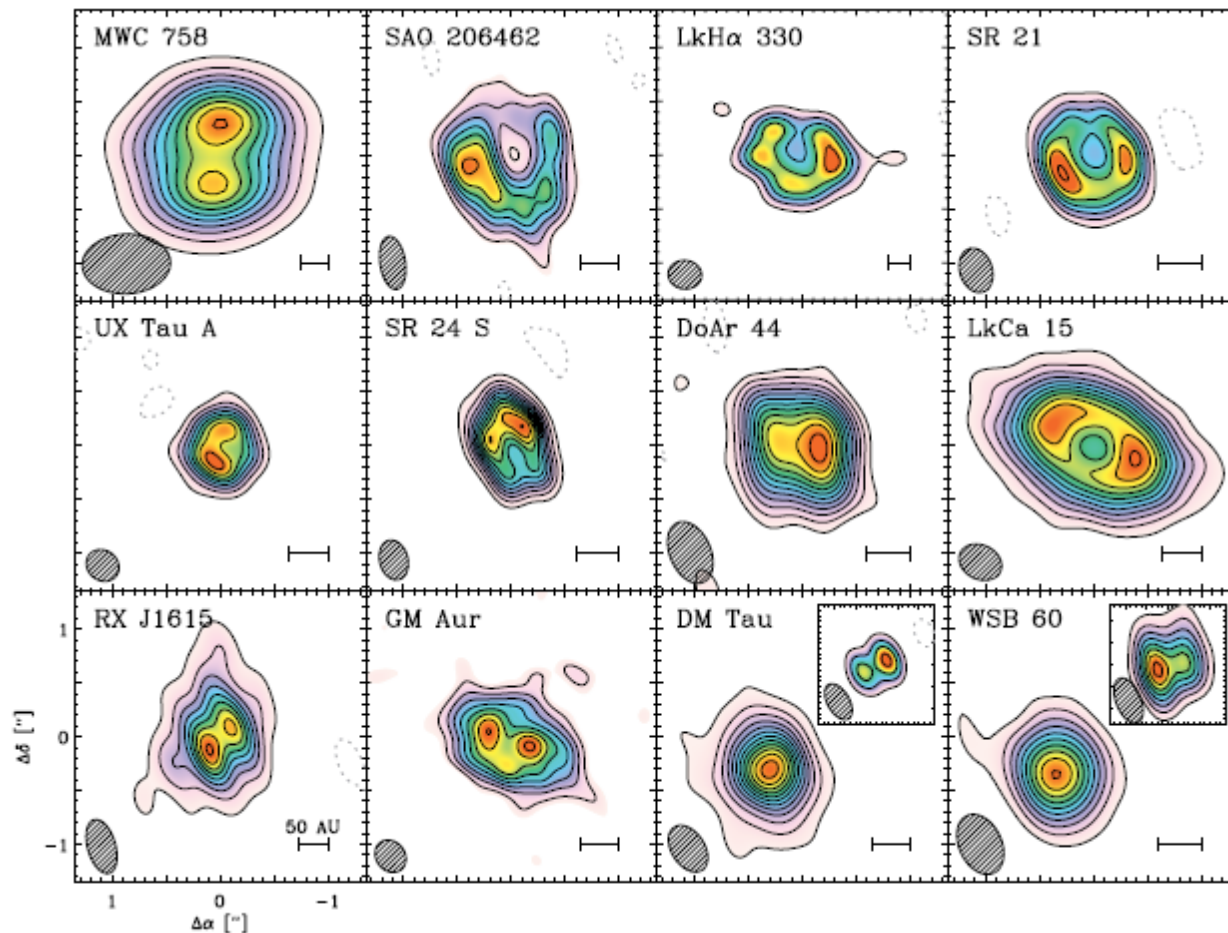 MWC 758
SAO 206462
LkHα 330
SR 21
UX Tau A
SR 24 S
DoAr 44
LkCa 15
RX J1615
GM Aur
DM Tau
WSB 60
1
0
-1
Δδ ["]
50 AU
1
0
-1
Δα ["]